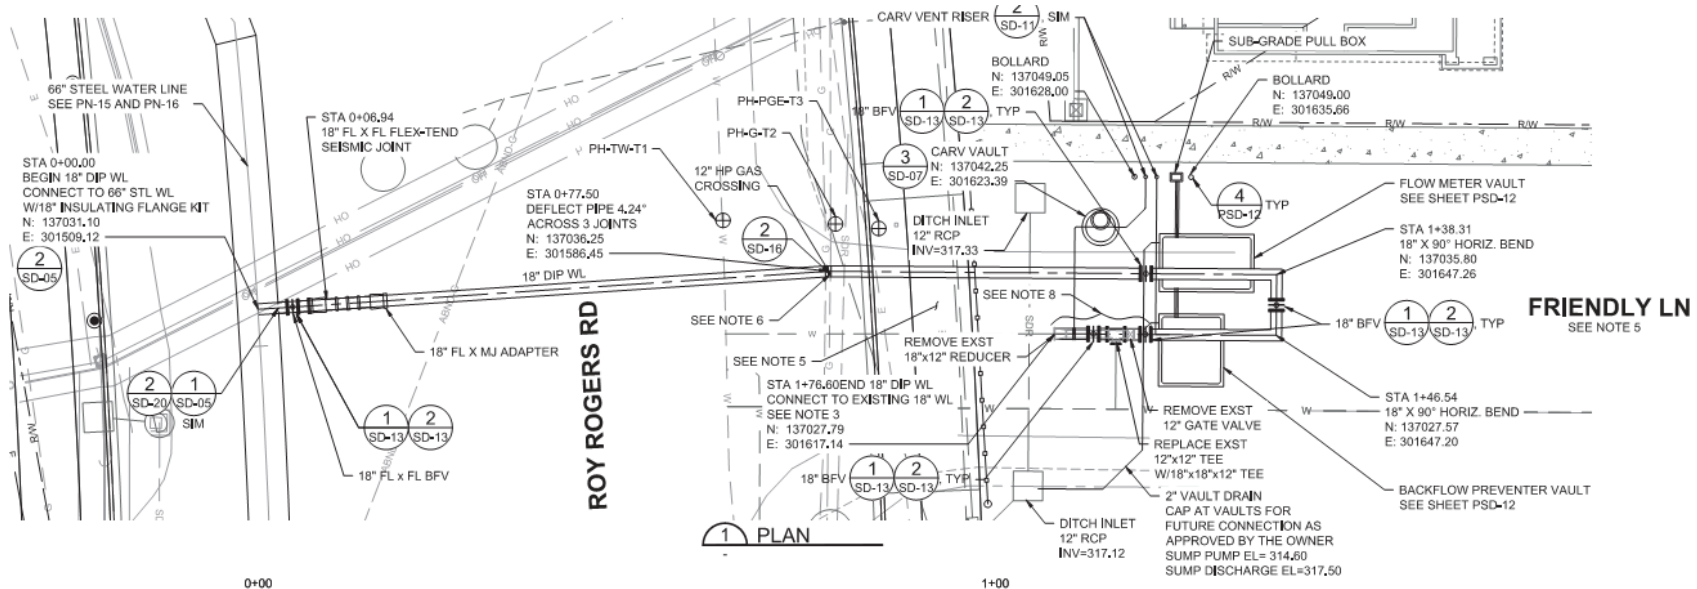 CARV VENT RISER
2
SD-11
, SIM
R/W
SUB-GRADE PULL BOX
R/W
BOLLARD
N: 137049.05
E: 301628.00
BOLLARD
N: 137049.00
E: 301635.66
66" STEEL WATER LINE
SEE PN-15 AND PN-16
STA 0+06.94
18" FL X FL FLEX-TEND
SEISMIC JOINT
PH-PGE-T3
PH-G-T2
PH-TW-T1
18" BFV
1
SD-13
2
SD-13
, TYP
R/W
R/W
R/W
STA 0+00.00
BEGIN 18" DIP WL
CONNECT TO 66" STL WL
W/18" INSULATING FLANGE KIT
N: 137031.10
E: 301509.12
2
SD-05
12" HP GAS
CROSSING
3
SD-07
CARV VAULT
N: 137042.25
E: 301623.39
STA 0+77.50
DEFLECT PIPE 4.24°
ACROSS 3 JOINTS
N: 137036.25
E: 301586.45
2
SD-16
DITCH INLET
12" RCP
INV=317.33
4
PSD-12
TYP
FLOW METER VAULT
SEE SHEET PSD-12
STA 1+38.31
18" X 90° HORIZ. BEND
N: 137035.80
E: 301647.26
18" DIP WL
SEE NOTE 8
SEE NOTE 6
18" BFV
1
SD-13
2
SD-13
, TYP
FRIENDLY LN
SEE NOTE 5
ROY ROGERS RD
REMOVE EXST
18"x12" REDUCER
SEE NOTE 5
18" FL X MJ ADAPTER
2
SD-20
1
SD-05
SIM
1
SD-13
2
SD-13
18" FL x FL BFV
STA 1+76.60END 18" DIP WL
CONNECT TO EXISTING 18" WL
SEE NOTE 3
N: 137027.79
E: 301617.14
REMOVE EXST
12" GATE VALVE
REPLACE EXST
12"x12" TEE
W/18"x18"x12" TEE
STA 1+46.54
18" X 90° HORIZ. BEND
N: 137027.57
E: 301647.20
18" BFV
1
SD-13
2
SD-13
, TYP
2" VAULT DRAIN
CAP AT VAULTS FOR
FUTURE CONNECTION AS
APPROVED BY THE OWNER
SUMP PUMP EL= 314.60
SUMP DISCHARGE EL=317.50
BACKFLOW PREVENTER VAULT
SEE SHEET PSD-12
DITCH INLET
12" RCP
INV=317.12
1
-
PLAN
0+00
1+00